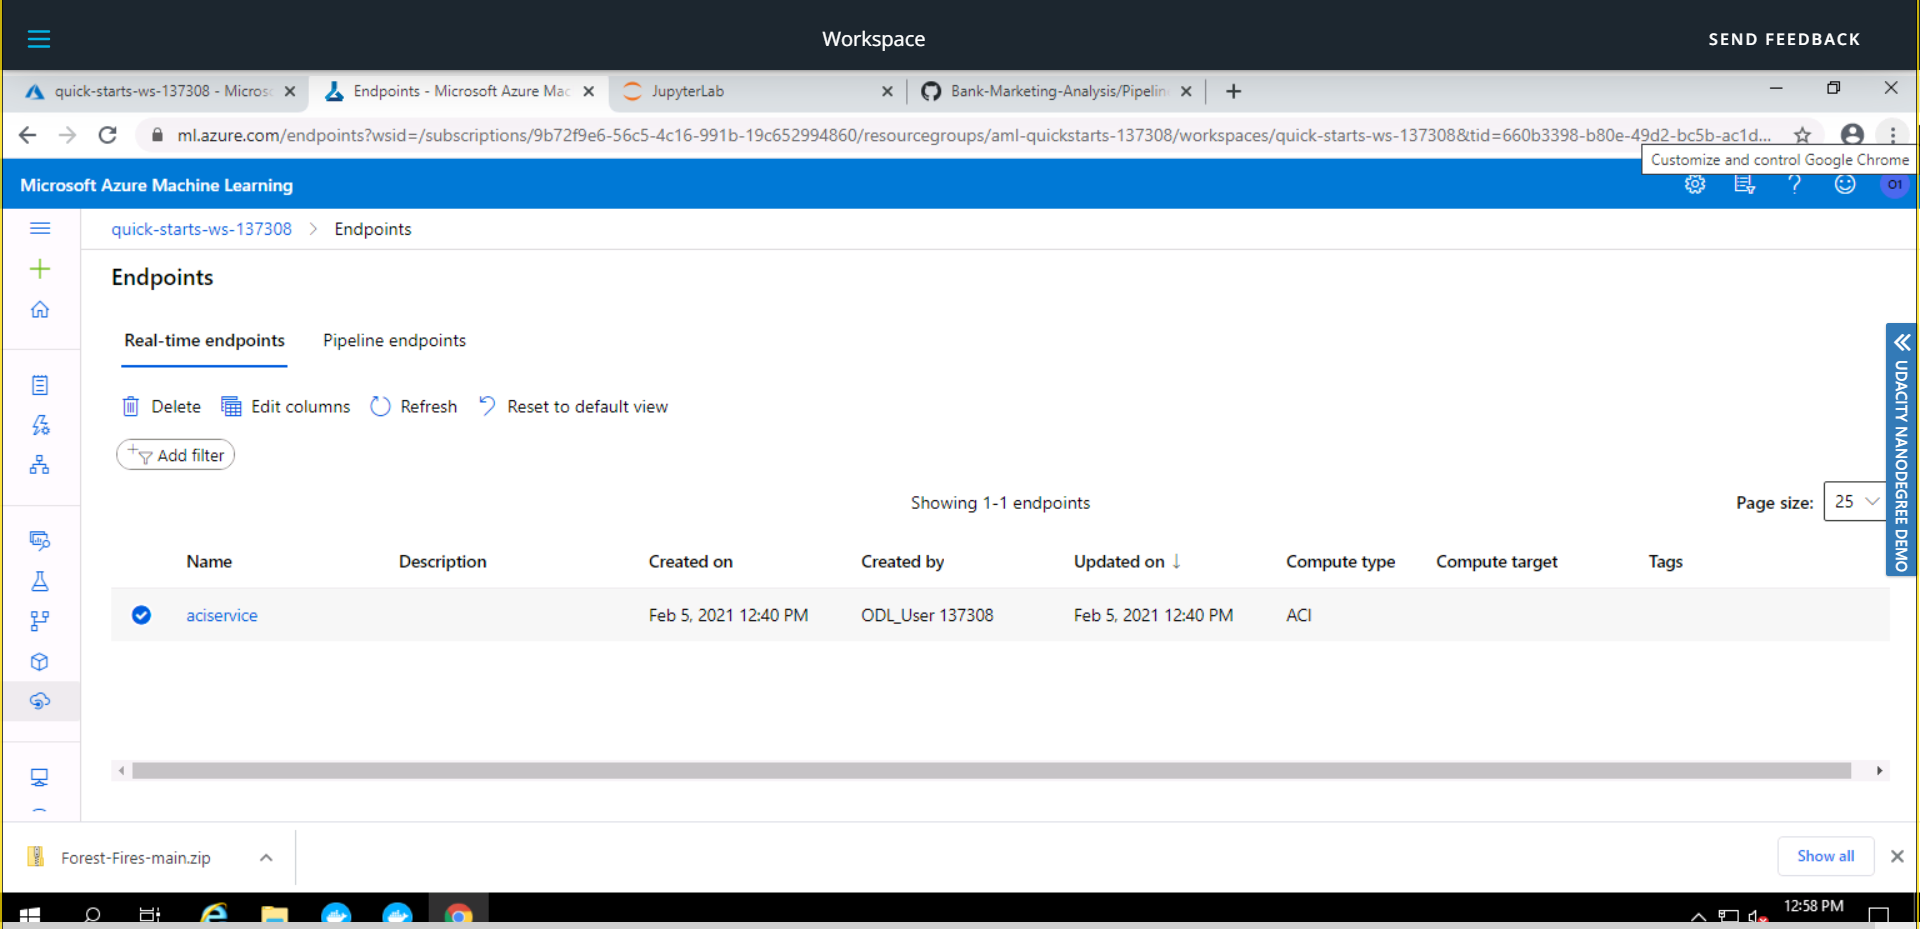 Workspace
SEND FEEDBACK
quick-starts-ws-137308 - Micros
Endpoints - Microsoft Azure Mac
JupyterLab
Bank-Marketing-Analysis/Pipelin
ml.azure.com/endpoints?wsid=/subscriptions/9b72f9e6-56c5-4c16-991b-19c652994860/resourcegroups/aml-quickstarts-137308/workspaces/quick-starts-ws-137308&tid=660b3398-b80e-49d2-bc5b-ac1d...
Customize and control Google Chrome
Microsoft Azure Machine Learning
O1
quick-starts-ws-137308 > Endpoints
Endpoints
Real-time endpoints
Pipeline endpoints
Delete
Edit columns
Refresh
Reset to default view
Add filter
Showing 1-1 endpoints
Page size: 25
UDACITY NANODEGREE DEMO
Name Description Created on Created by Updated on ↓ Compute type Compute target Tags
aciservice Feb 5, 2021 12:40 PM ODL_User 137308 Feb 5, 2021 12:40 PM ACI
Forest-Fires-main.zip
Show all
12:58 PM